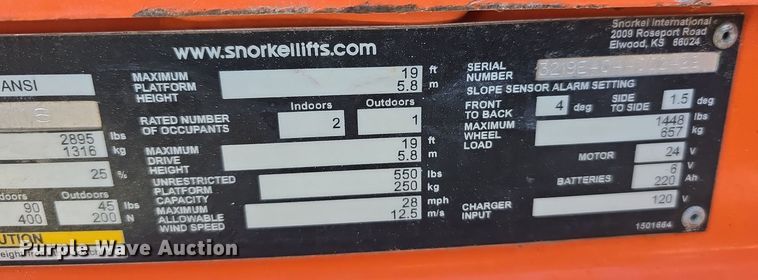 Snorkel International
2009 Roseport Road
Elwood, KS 66024
www.snorkellifts.com
ANSI
2895 lbs
1316 kg
25 %
Indoors Outdoors
90 45 lbs
400 200 N
CAUTION
MAXIMUM
PLATFORM
HEIGHT
19 ft
5.8 m
Indoors Outdoors
RATED NUMBER
OF OCCUPANTS
2 1
MAXIMUM
DRIVE
HEIGHT
19 ft
5.8 m
UNRESTRICTED
PLATFORM
CAPACITY
550 lbs
250 kg
MAXIMUM
ALLOWABLE
WIND SPEED
28 mph
12.5 m/s
SERIAL
NUMBER
SLOPE SENSOR ALARM SETTING
FRONT
TO BACK
4 deg
SIDE
TO SIDE
1.5 deg
MAXIMUM
WHEEL
LOAD
1448 lbs
657 kg
MOTOR 24 V
BATTERIES
6 V
220 Ah
CHARGER
INPUT
120 V
1501664
Purple Wave Auction